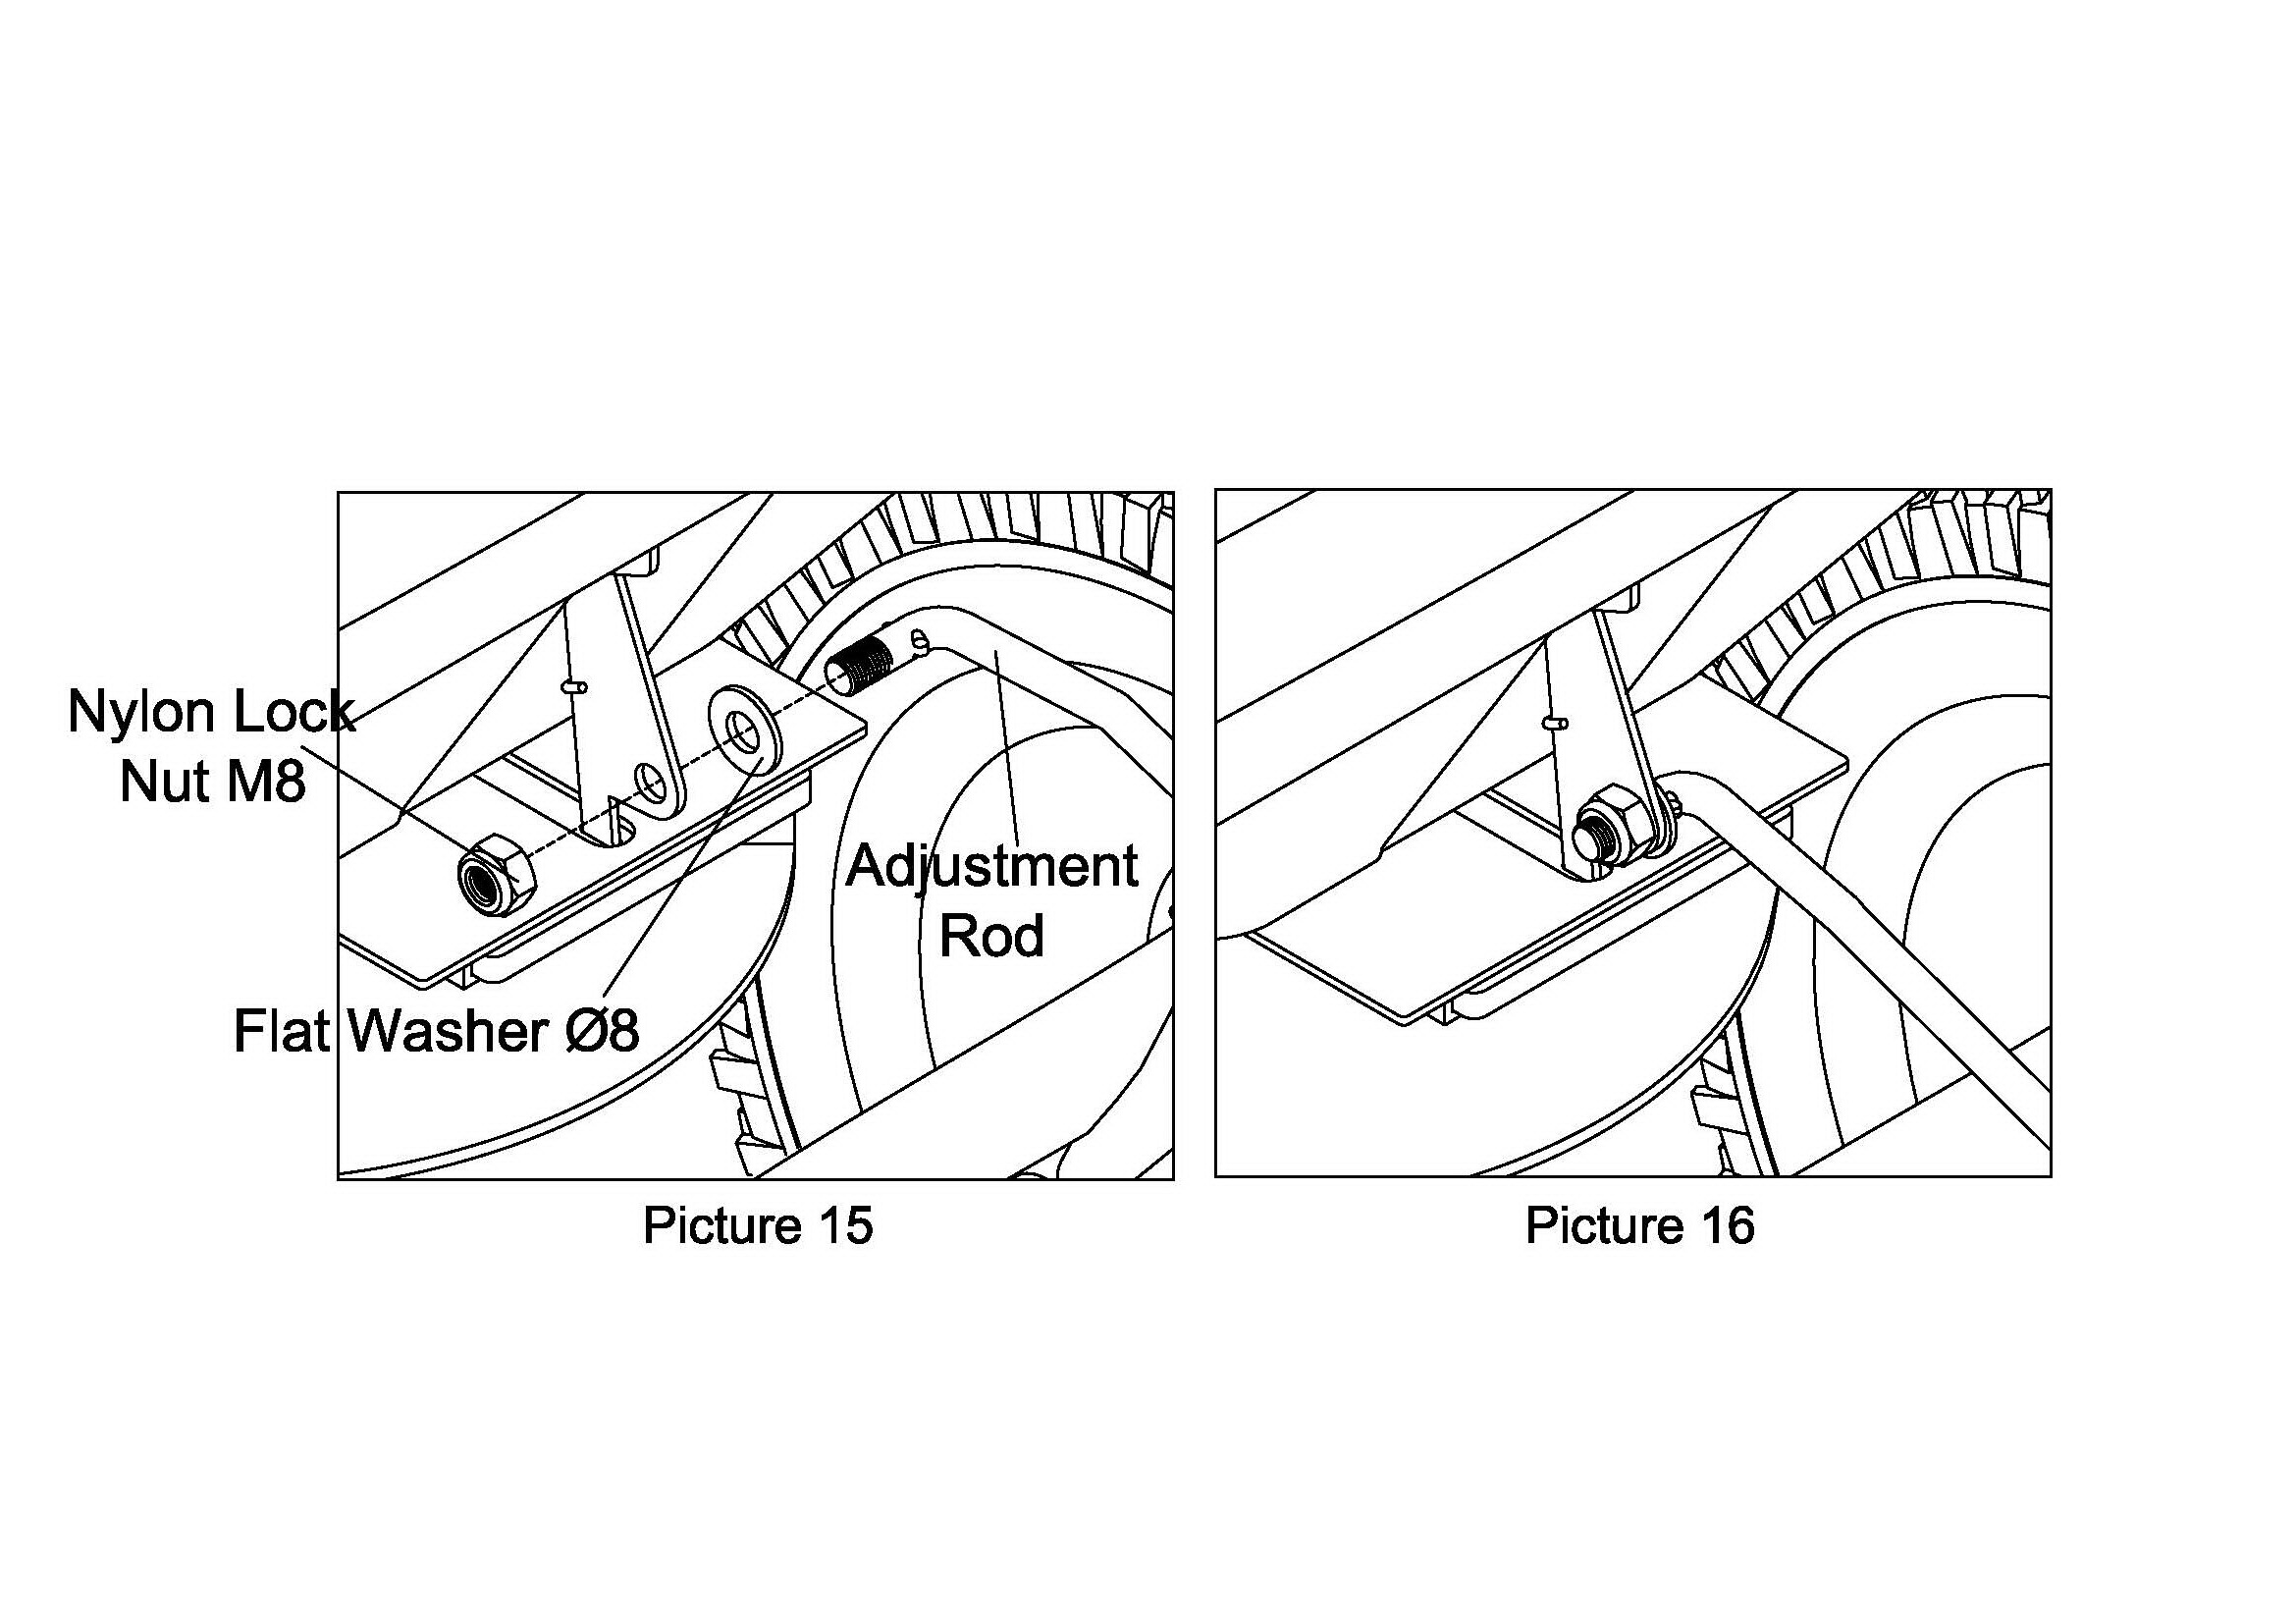 Nylon Lock
Nut M8
Adjustment
Rod
Flat Washer Ø8
Picture 15
Picture 16